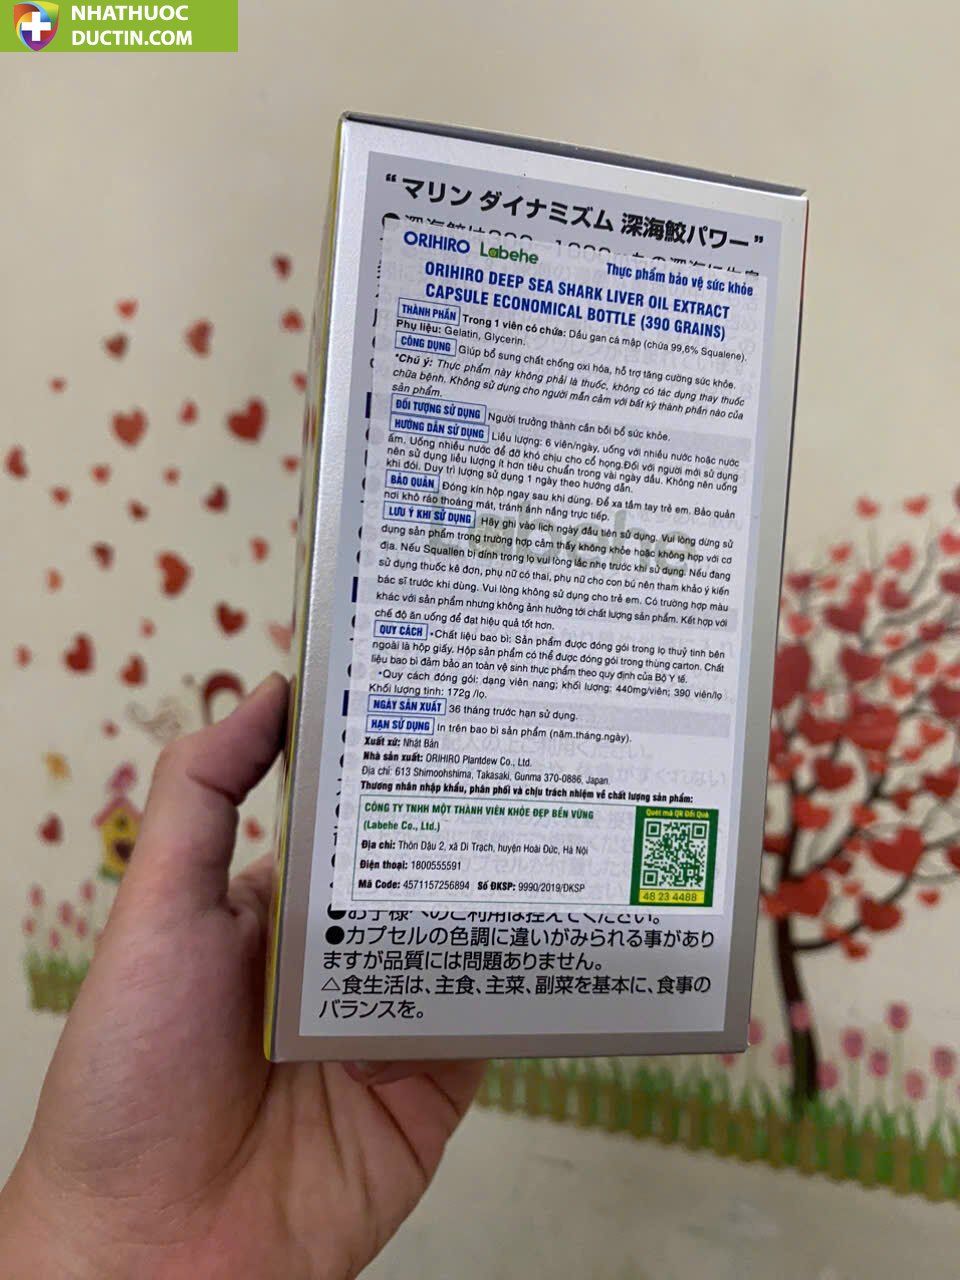 NHATHUOC
DUCTIN.COM
“マリン ダイナミズム 深海鮫パワー”
ORIHIRO Labehe
Thực phẩm bảo vệ sức khỏe
ORIHIRO DEEP SEA SHARK LIVER OIL EXTRACT
CAPSULE ECONOMICAL BOTTLE (390 GRAINS)
THÀNH PHẦN Trong 1 viên có chứa: Dầu gan cá mập (chứa 99,6% Squalene).
Phụ liệu: Gelatin, Glycerin.
CÔNG DỤNG Giúp bổ sung chất chống oxi hóa, hỗ trợ tăng cường sức khỏe.
*Chú ý: Thực phẩm này không phải là thuốc, không có tác dụng thay thuốc
chữa bệnh. Không sử dụng cho người mẫn cảm với bất kỳ thành phần nào của
sản phẩm.
ĐỐI TƯỢNG SỬ DỤNG Người trưởng thành cần bồi bổ sức khỏe.
HƯỚNG DẪN SỬ DỤNG Liều lượng: 6 viên/ngày, uống với nhiều nước hoặc nước
ấm. Uống nhiều nước để đỡ khó chịu cho cổ họng.Đối với người mới sử dụng
nên sử dụng liều lượng ít hơn tiêu chuẩn trong vài ngày đầu. Không nên uống
khi đói. Duy trì lượng sử dụng 1 ngày theo hướng dẫn.
BẢO QUẢN Đóng kín hộp ngay sau khi dùng. Để xa tầm tay trẻ em. Bảo quản
nơi khô ráo thoáng mát, tránh ánh nắng trực tiếp.
LƯU Ý KHI SỬ DỤNG Hãy ghi vào lịch ngày đầu tiên sử dụng. Vui lòng dừng sử
dụng sản phẩm trong trường hợp cảm thấy không khỏe hoặc không hợp với cơ
địa. Nếu Squallen bị dính trong lọ vui lòng lắc nhẹ trước khi sử dụng. Nếu đang
sử dụng thuốc kê đơn, phụ nữ có thai, phụ nữ cho con bú nên tham khảo ý kiến
bác sĩ trước khi dùng. Vui lòng không sử dụng cho trẻ em. Có trường hợp màu
khác với sản phẩm nhưng không ảnh hưởng tới chất lượng sản phẩm. Kết hợp với
chế độ ăn uống để đạt hiệu quả tốt hơn.
QUY CÁCH •Chất liệu bao bì: Sản phẩm được đóng gói trong lọ thuỷ tinh bên
ngoài là hộp giấy. Hộp sản phẩm có thể được đóng gói trong thùng carton. Chất
liệu bao bì đảm bảo an toàn vệ sinh thực phẩm theo quy định của Bộ Y tế.
•Quy cách đóng gói: dạng viên nang; khối lượng: 440mg/viên; 390 viên/lọ
Khối lượng tịnh: 172g /lọ.
NGÀY SẢN XUẤT 36 tháng trước hạn sử dụng.
HẠN SỬ DỤNG In trên bao bì sản phẩm (năm.tháng.ngày).
Xuất xứ: Nhật Bản
Nhà sản xuất: ORIHIRO Plantdew Co., Ltd.
Địa chỉ: 613 Shimoohshima, Takasaki, Gunma 370-0886, Japan.
Thương nhân nhập khẩu, phân phối và chịu trách nhiệm về chất lượng sản phẩm:
CÔNG TY TNHH MỘT THÀNH VIÊN KHỎE ĐẸP BỀN VỮNG
(Labehe Co., Ltd.)
Địa chỉ: Thôn Dậu 2, xã Di Trạch, huyện Hoài Đức, Hà Nội
Điện thoại: 1800555591
Mã Code: 4571157256894 Số ĐKSP: 9990/2019/ĐKSP
Quét mã QR Đổi Quà
48 23 4488
●お子様へのご利用は控えてください。
●カプセルの色調に違いがみられる事があり
ますが品質には問題ありません。
△食生活は、主食、主菜、副菜を基本に、食事の
バランスを。